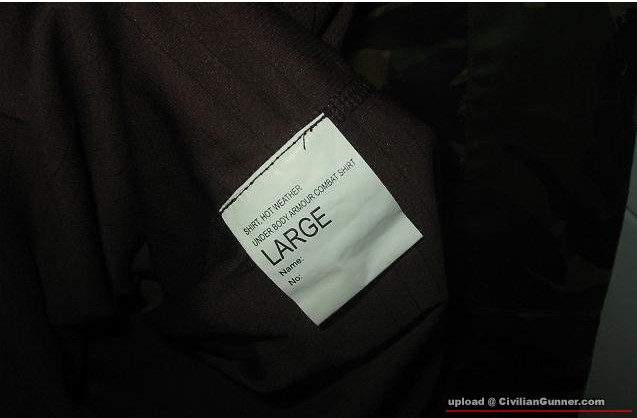 SHIRT, HOT WEATHER
UNDER BODY ARMOUR COMBAT SHIRT
LARGE
Name:
No:
upload @ CivilianGunner.com